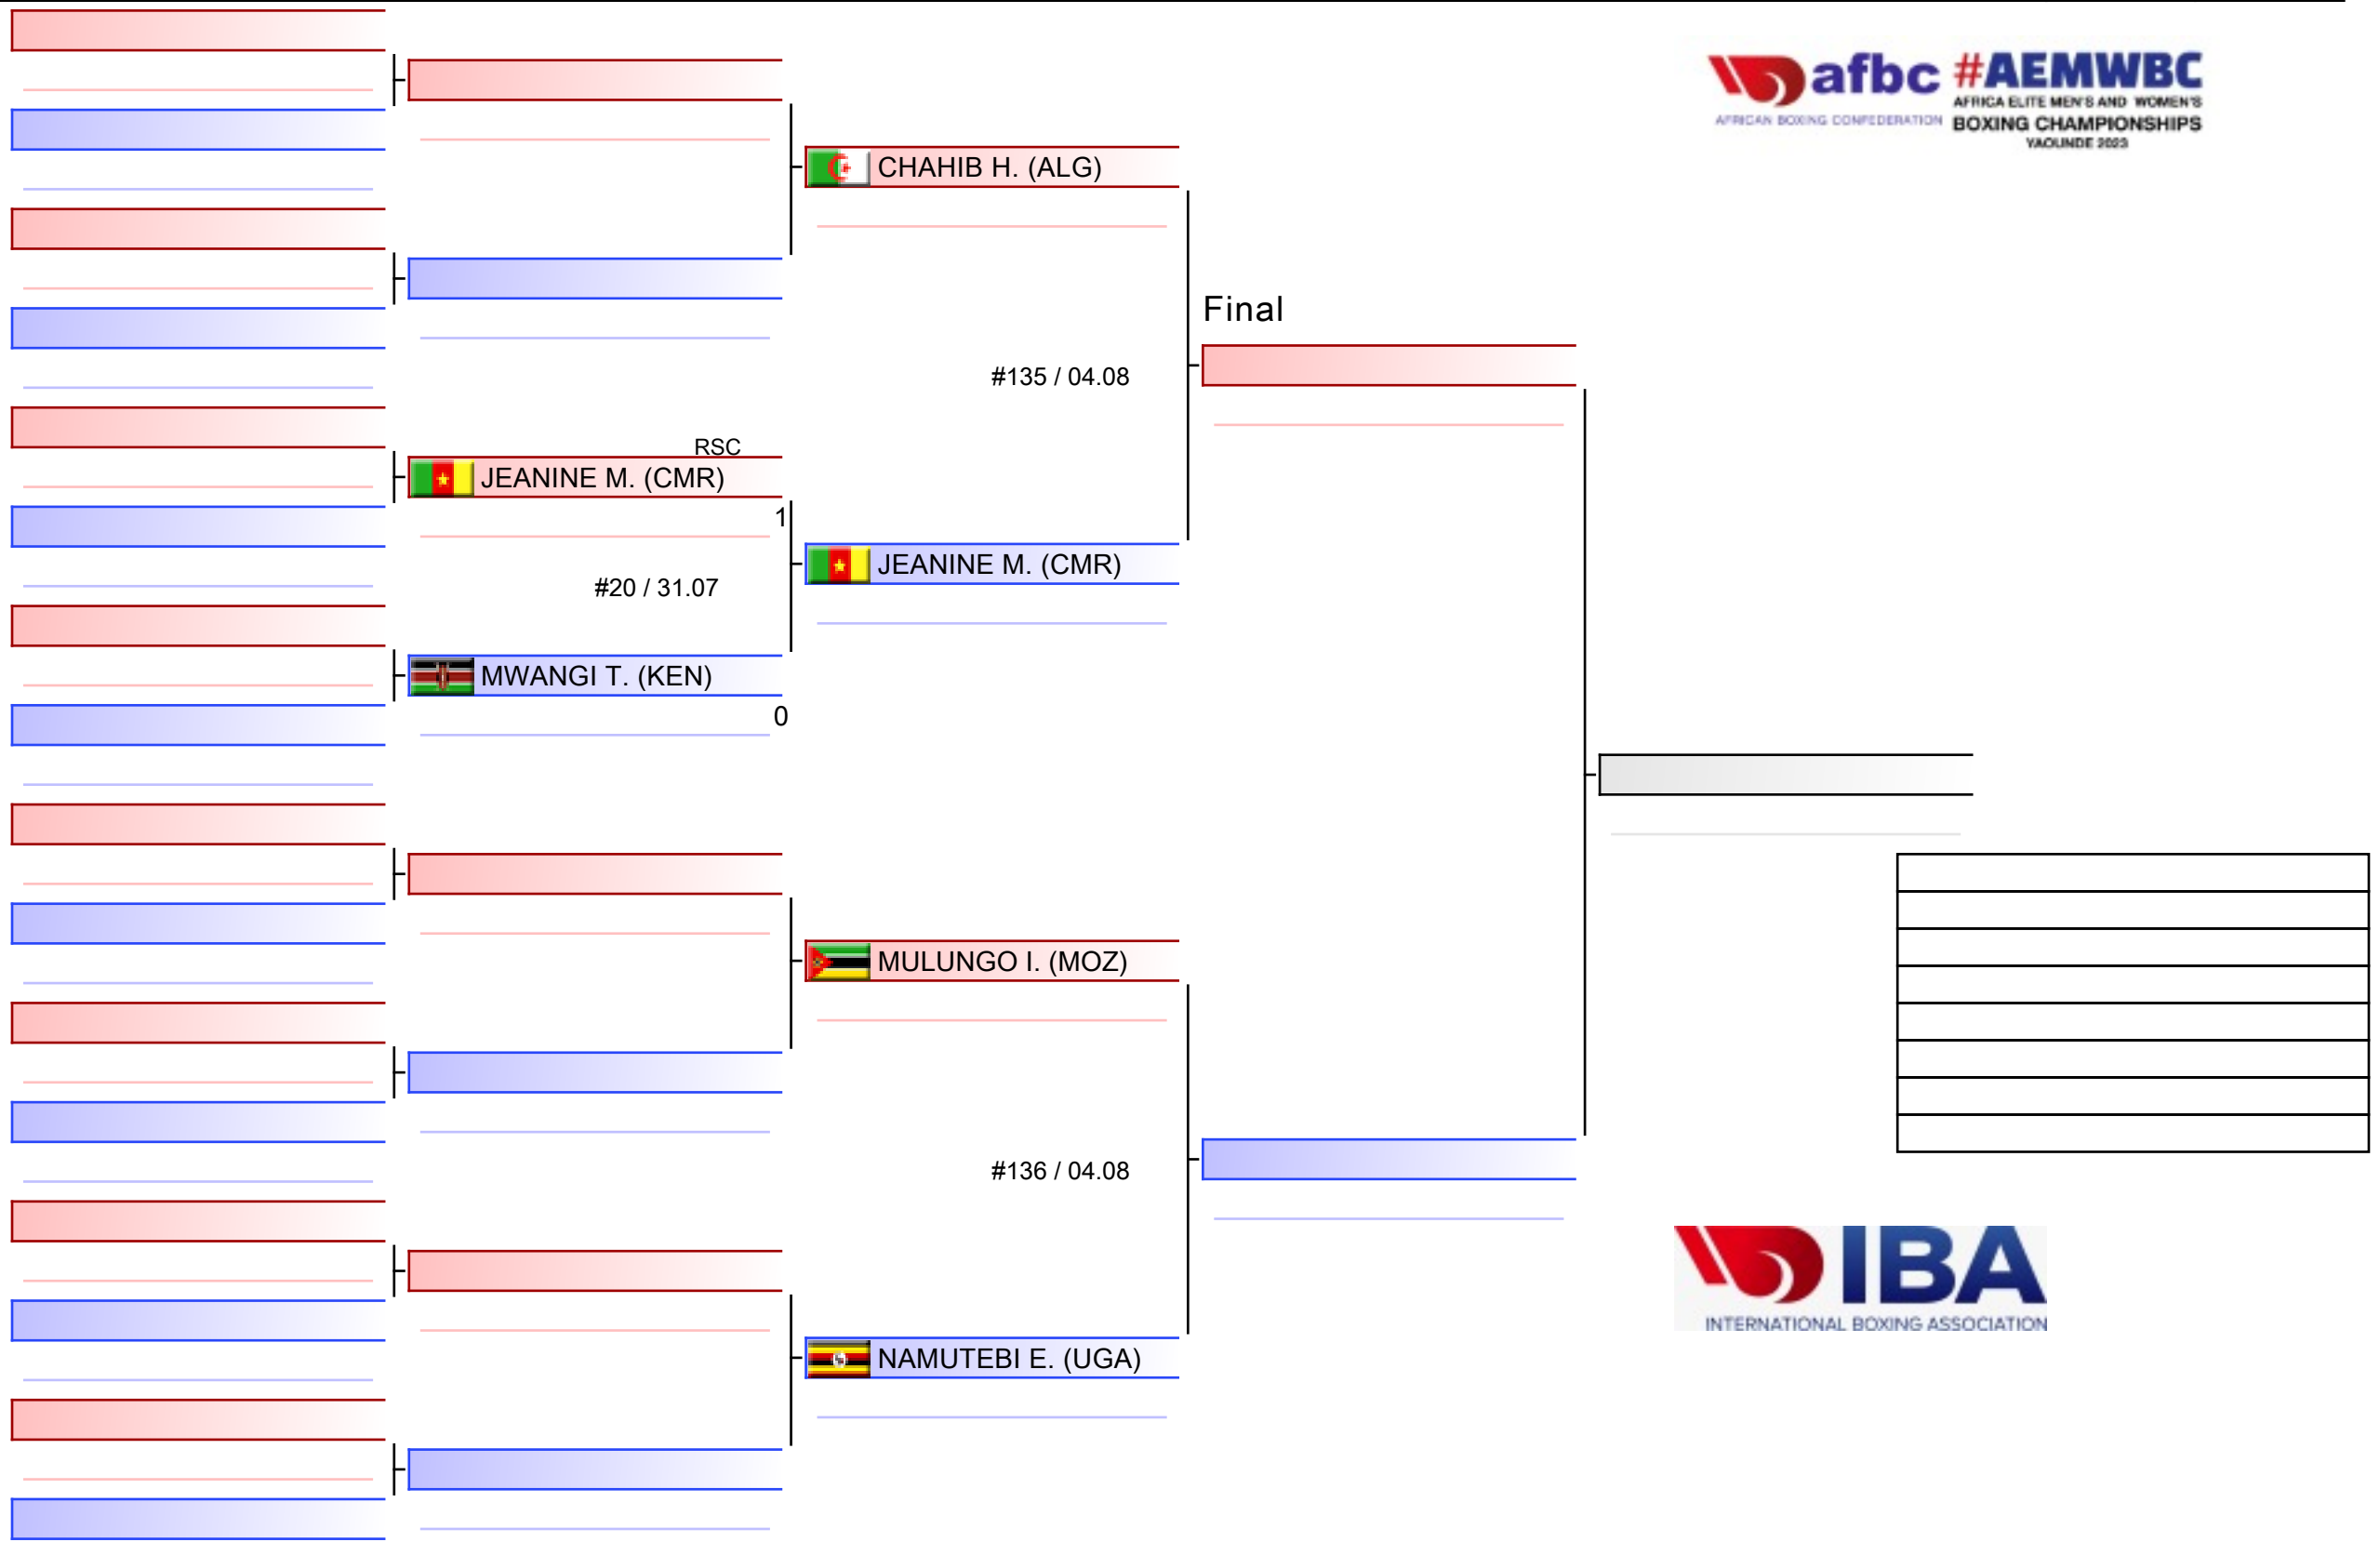 afbc #AEMWBC
AFRICAN BOXING CONFEDERATION
AFRICA ELITE MEN'S AND WOMEN'S
BOXING CHAMPIONSHIPS
YAOUNDE 2023
CHAHIB H. (ALG)
Final
#135 / 04.08
RSC
JEANINE M. (CMR)
1
JEANINE M. (CMR)
#20 / 31.07
MWANGI T. (KEN)
0
MULUNGO I. (MOZ)
#136 / 04.08
IBA
INTERNATIONAL BOXING ASSOCIATION
NAMUTEBI E. (UGA)